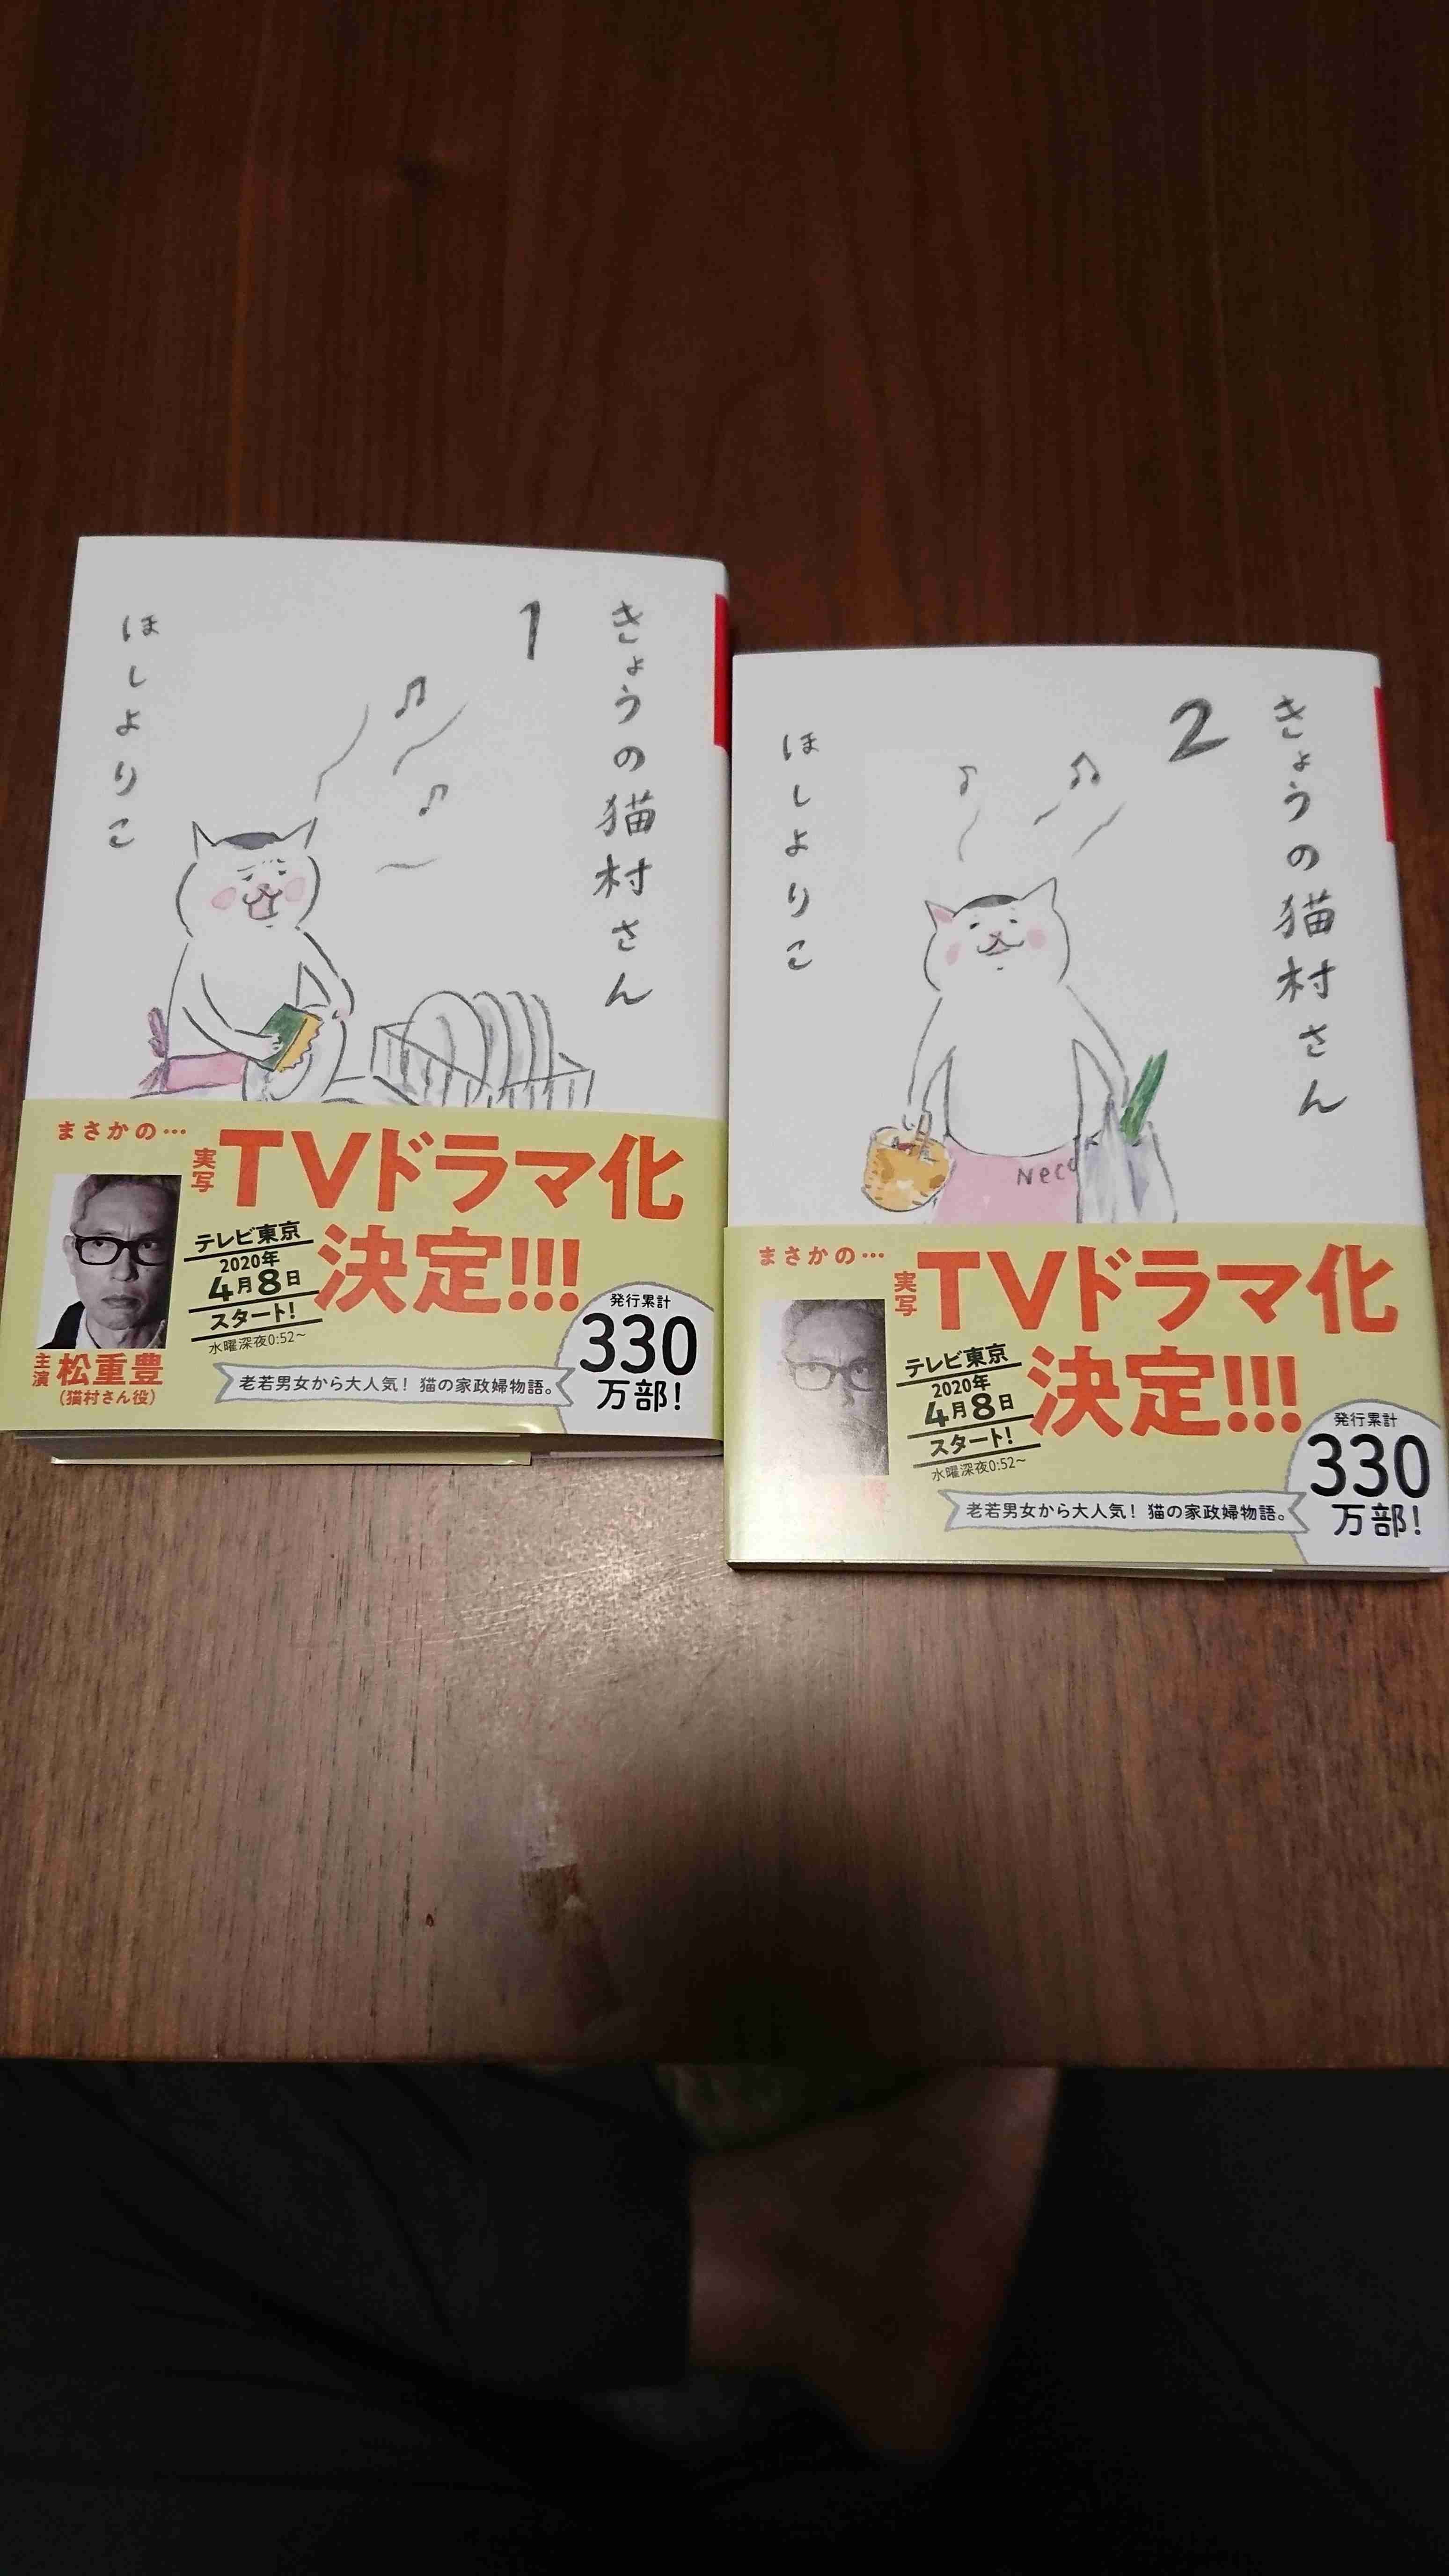 きょうの猫村さん
1
ほしよりこ
まさかの…
実写
TVドラマ化
決定!!!
テレビ東京
2020年
4月8日
スタート!
水曜深夜0:52~
主演
松重豊
(猫村さん役)
老若男女から大人気! 猫の家政婦物語。
発行累計
330
万部!
きょうの猫村さん
2
ほしよりこ
Neco
まさかの…
実写
TVドラマ化
決定!!!
テレビ東京
2020年
4月8日
スタート!
水曜深夜0:52~
老若男女から大人気! 猫の家政婦物語。
発行累計
330
万部!